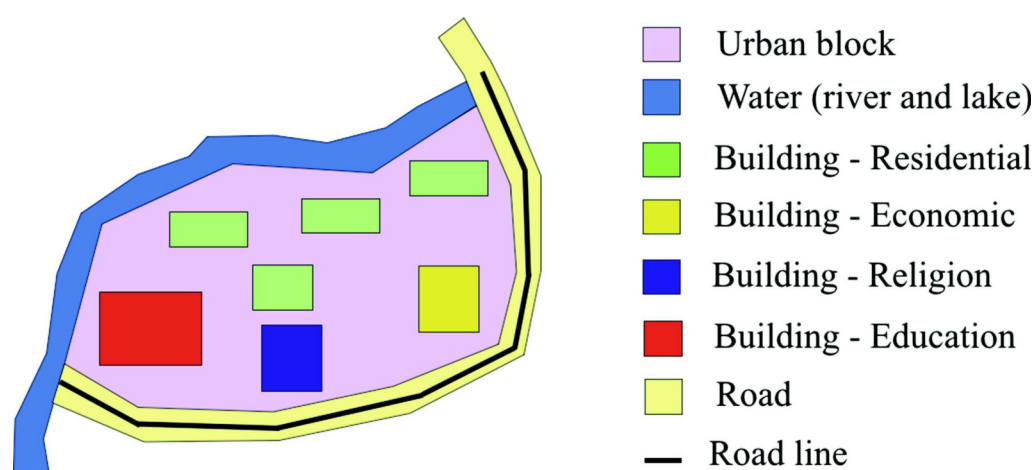 Urban block
Water (river and lake)
Building - Residential
Building - Economic
Building - Religion
Building - Education
Road
Road line